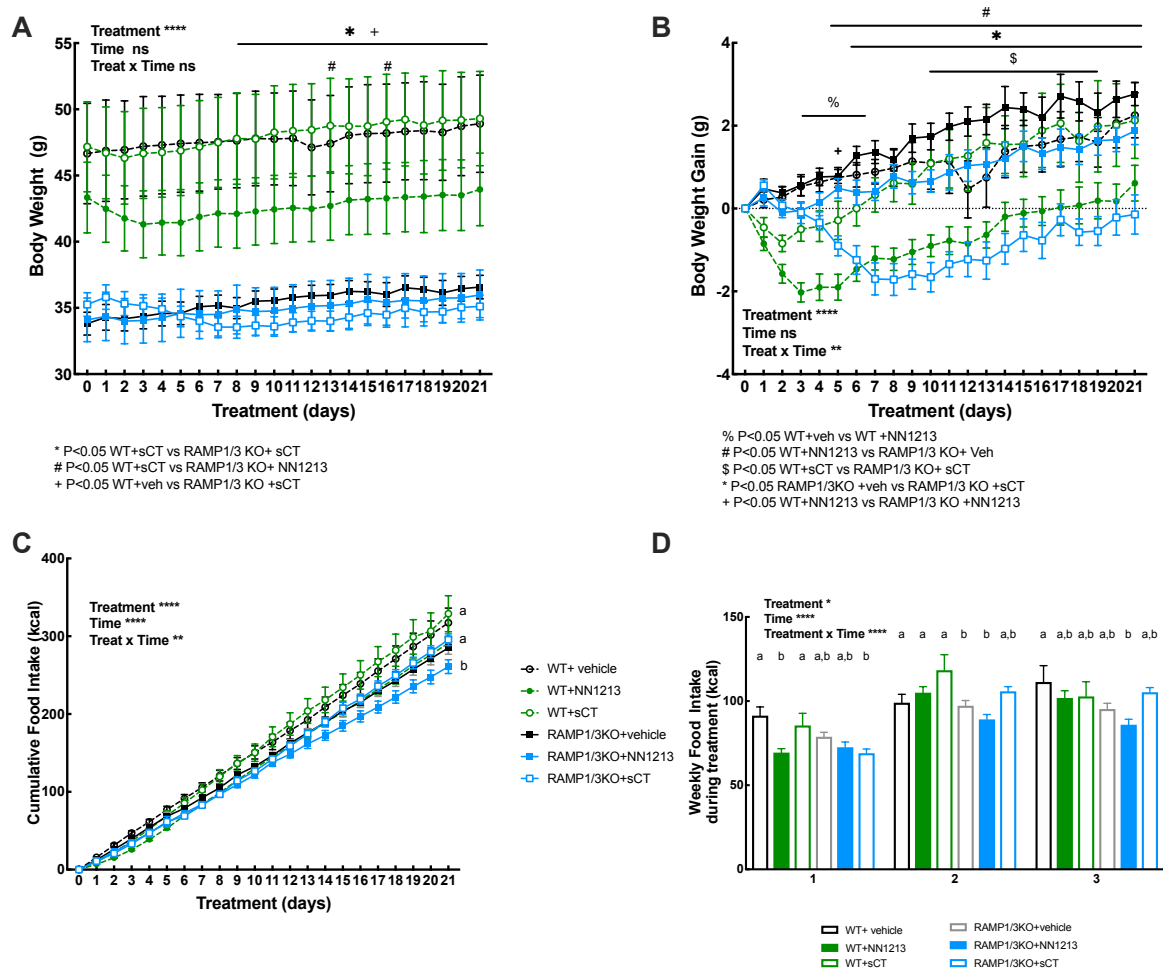 A
Treatment ****
Time ns
Treat x Time ns
* +
# #
Body Weight (g)
55
50
45
40
35
30
0 1 2 3 4 5 6 7 8 9 10 11 12 13 14 15 16 17 18 19 20 21
Treatment (days)
* P<0.05 WT+sCT vs RAMP1/3 KO+ sCT
# P<0.05 WT+sCT vs RAMP1/3 KO+ NN1213
+ P<0.05 WT+veh vs RAMP1/3 KO +sCT
B
#
*
$
%
+
Body Weight Gain (g)
4
2
0
-2
-4
Treatment ****
Time ns
Treat x Time **
0 1 2 3 4 5 6 7 8 9 10 11 12 13 14 15 16 17 18 19 20 21
Treatment (days)
% P<0.05 WT+veh vs WT +NN1213
# P<0.05 WT+NN1213 vs RAMP1/3 KO+ Veh
$ P<0.05 WT+sCT vs RAMP1/3 KO+ sCT
* P<0.05 RAMP1/3KO +veh vs RAMP1/3 KO +sCT
+ P<0.05 WT+NN1213 vs RAMP1/3 KO +NN1213
C
Treatment ****
Time ****
Treat x Time **
Cumulative Food Intake (kcal)
400
300
200
100
0
a
a
b
0 1 2 3 4 5 6 7 8 9 10 11 12 13 14 15 16 17 18 19 20 21
Treatment (days)
WT+ vehicle
WT+NN1213
WT+sCT
RAMP1/3KO+vehicle
RAMP1/3KO+NN1213
RAMP1/3KO+sCT
D
Treatment *
Time ****
Treatment x Time ****
a a a b b a,b a a,b a,b a,b b a,b
a b a a,b a,b b
Weekly Food Intake
during treatment (kcal)
150
100
50
0
1 2 3
WT+ vehicle
WT+NN1213
WT+sCT
RAMP1/3KO+vehicle
RAMP1/3KO+NN1213
RAMP1/3KO+sCT